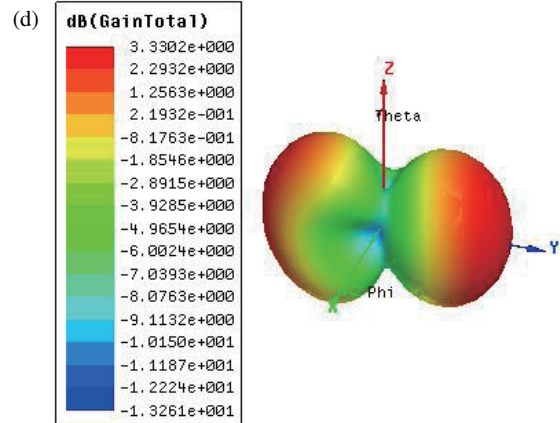 (d)
dB(GainTotal)
3.3302e+000
2.2932e+000
1.2563e+000
2.1932e-001
-8.1763e-001
-1.8546e+000
-2.8915e+000
-3.9285e+000
-4.9654e+000
-6.0024e+000
-7.0393e+000
-8.0763e+000
-9.1132e+000
-1.0150e+001
-1.1187e+001
-1.2224e+001
-1.3261e+001
Z
Theta
Y
Phi
X